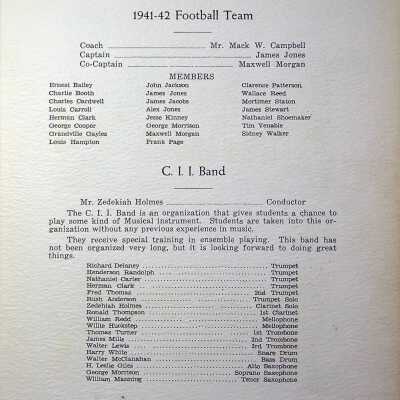 1941-42 Football Team
Coach ........ Mr. Mack W. Campbell
Captain ........ James Jones
Co-Captain ........ Maxwell Morgan
MEMBERS
Ernest Bailey John Jackson Clarence Patterson
Charlie Booth James Jones Wallace Reed
Charles Cardwell James Jacobs Mortimer Staton
Louis Carroll Alex Jones James Stewart
Herman Clark Jesse Kinney Nathaniel Shoemaker
George Cooper George Morrison Tim Venable
Grandville Gayles Maxwell Morgan Sidney Walker
Louis Hampton Frank Page
C. I. I. Band
Mr. Zedekiah Holmes ........ Conductor
The C. I. I. Band is an organization that gives students a chance to
play some kind of Musical instrument. Students are taken into this or-
ganization without any previous experience in music.
They receive special training in ensemble playing. This band has
not been organized very long, but it is looking forward to doing great
things.
Richard Delaney ........ Trumpet
Henderson Randolph ........ Trumpet
Nathaniel Carter ........ Trumpet
Herman Clark ........ Trumpet
Fred Thomas ........ 2nd Trumpet
Rush Anderson ........ Trumpet Solo
Zedekiah Holmes ........ Clarinet Solo
Ronald Thompson ........ 1st Clarinet
William Redd ........ Mellophone
Willie Huckstep ........ Mellophone
Thomas Turner ........ 1st Trombone
James Mills ........ 2nd Trombone
Walter Lewis ........ 3rd Trombone
Harry White ........ Snare Drum
Walter McClanahan ........ Bass Drum
H. Leslie Giles ........ Alto Saxophone
George Morrison ........ Soprano Saxophone
William Manning ........ Tenor Saxophone